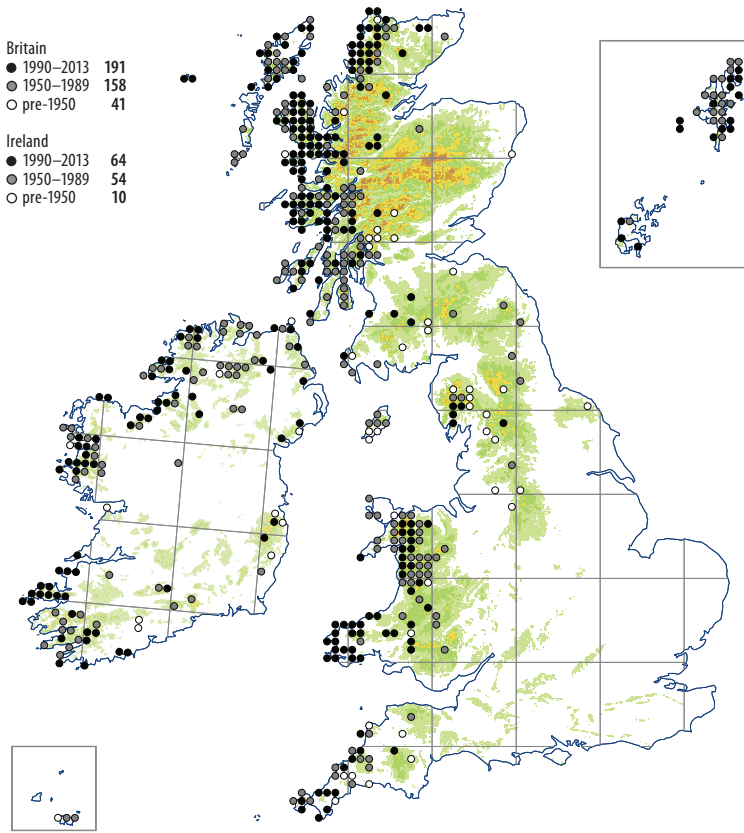 Britain
● 1990–2013 191
● 1950–1989 158
○ pre-1950 41
Ireland
● 1990–2013 64
● 1950–1989 54
○ pre-1950 10